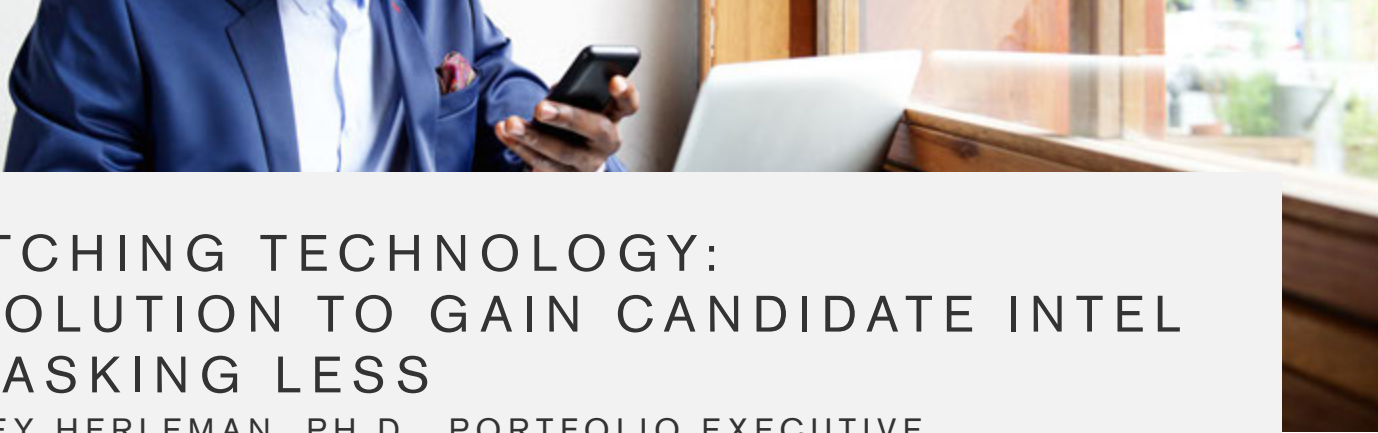 TCHING TECHNOLOGY:
OLUTION TO GAIN CANDIDATE INTEL
ASKING LESS
EY HERLEMAN, PH.D., PORTFOLIO EXECUTIVE